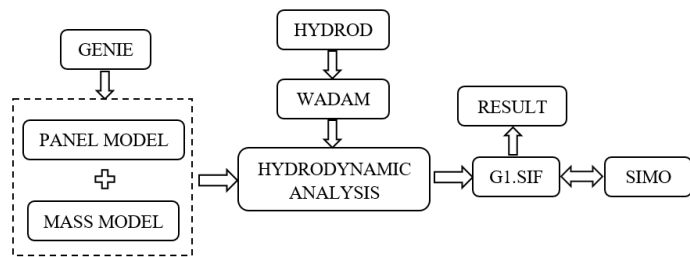 GENIE
PANEL MODEL
MASS MODEL
HYDROD
WADAM
HYDRODYNAMIC
ANALYSIS
RESULT
G1.SIF
SIMO